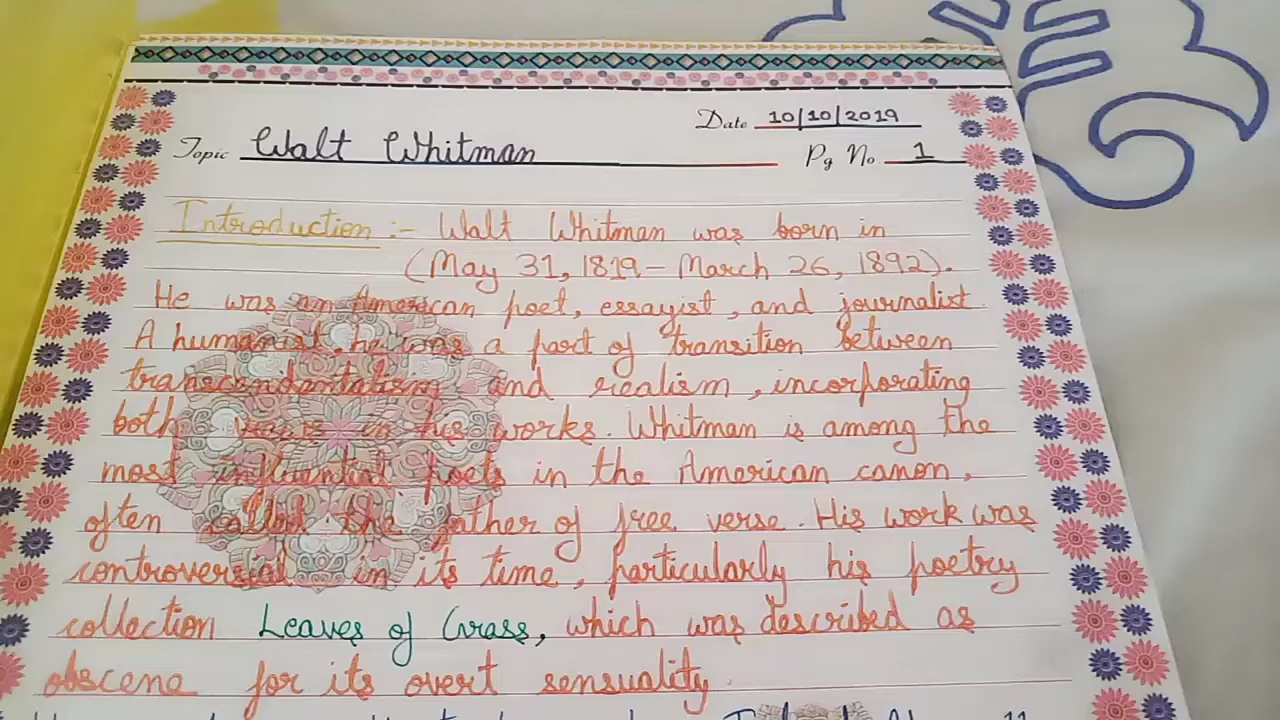 Date 10/10/2019
Topic Walt Whitman
Pg No. 1
Introduction :- Walt Whitman was born in
(May 31, 1819 - March 26, 1892).
He was an American poet, essayist, and journalist
A humanist, he was a part of transition between
transcendentalism and realism, incorporating
both views in his works. Whitman is among the
most influential poets in the American canon,
often called the father of free verse. His work was
controversial in its time, particularly his poetry
collection Leaves of Grass, which was described as
obscene for its overt sensuality.